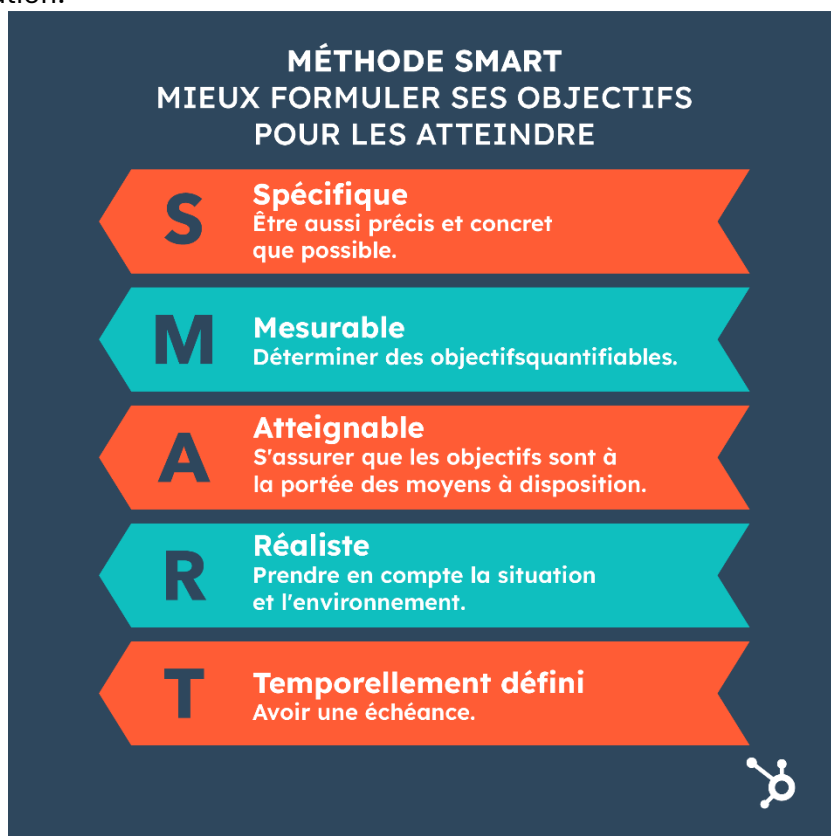 MÉTHODE SMART
MIEUX FORMULER SES OBJECTIFS
POUR LES ATTEINDRE
S
Spécifique
Être aussi précis et concret
que possible.
M
Mesurable
Déterminer des objectifsquantifiables.
A
Atteignable
S'assurer que les objectifs sont à
la portée des moyens à disposition.
R
Réaliste
Prendre en compte la situation
et l'environnement.
T
Temporellement défini
Avoir une échéance.